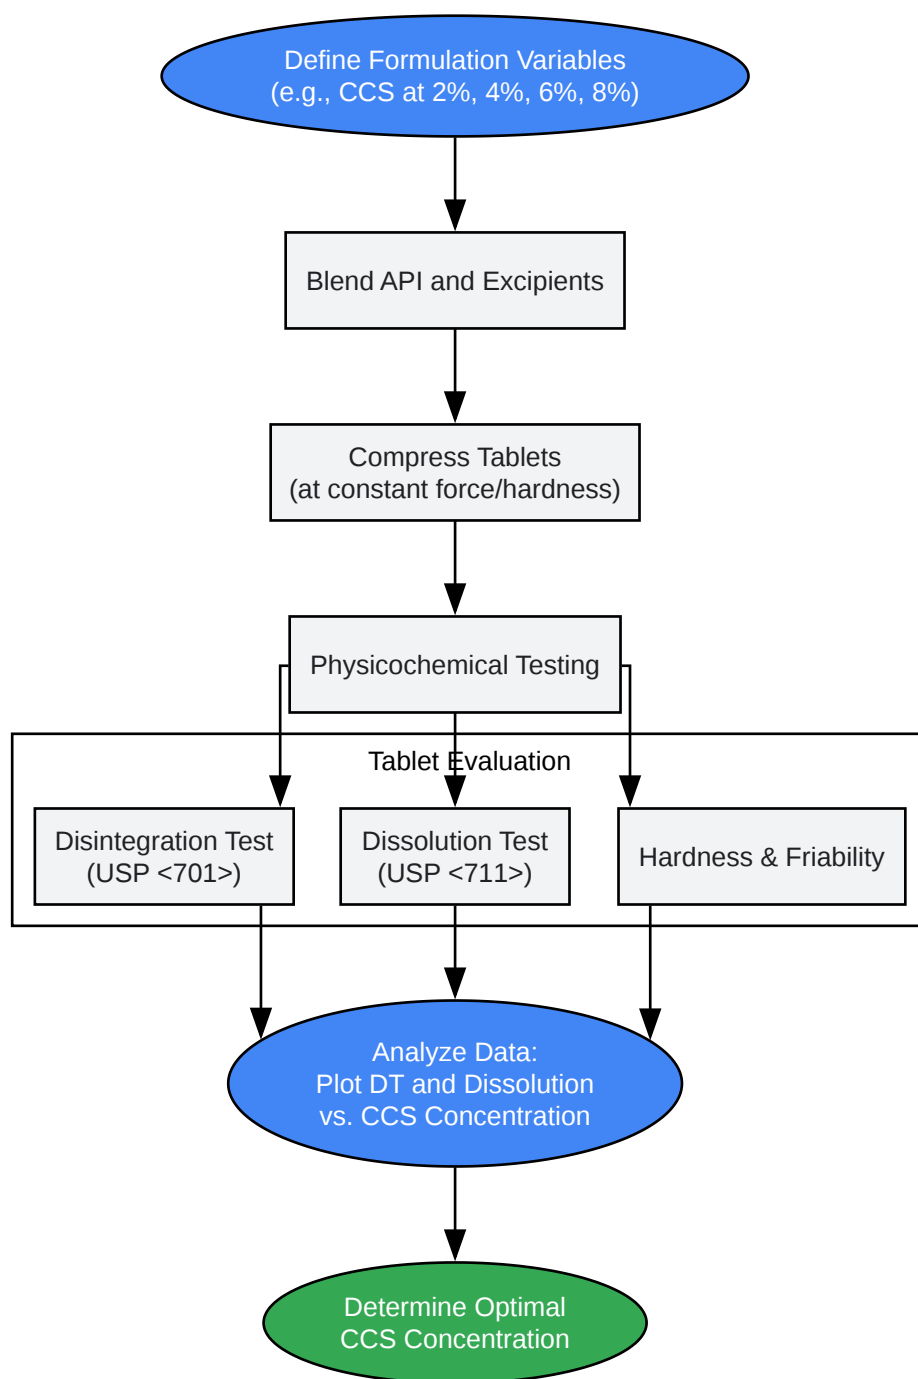 Define Formulation Variables
(e.g., CCS at 2%, 4%, 6%, 8%)
Blend API and Excipients
Compress Tablets
(at constant force/hardness)
Physicochemical Testing
Tablet Evaluation
Disintegration Test
(USP <701>)
Dissolution Test
(USP <711>)
Hardness & Friability
Analyze Data:
Plot DT and Dissolution
vs. CCS Concentration
Determine Optimal
CCS Concentration